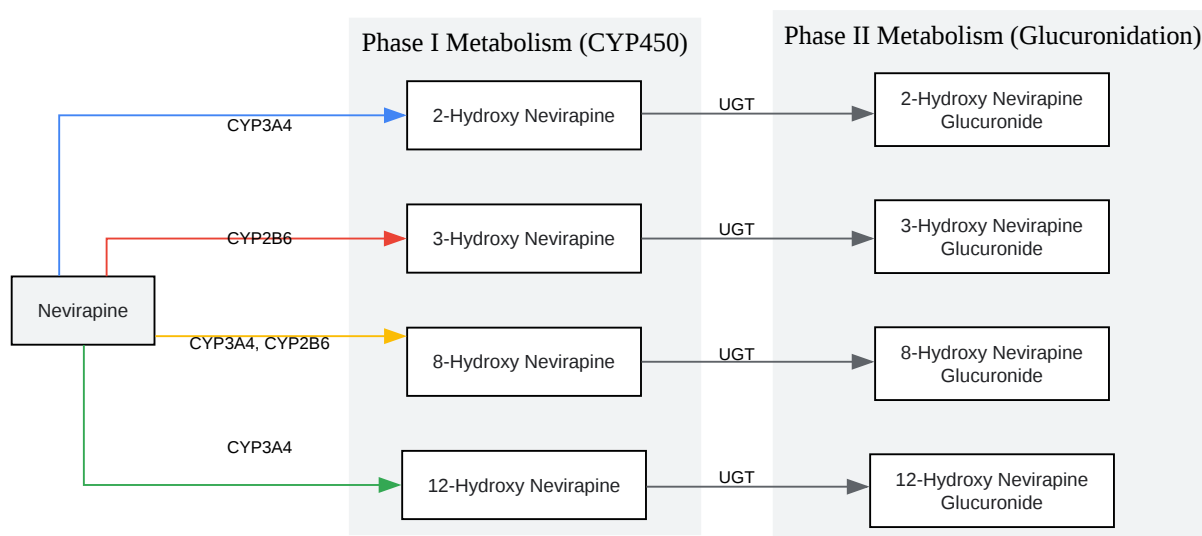 Phase I Metabolism (CYP450)
Phase II Metabolism (Glucuronidation)
CYP3A4
2-Hydroxy Nevirapine
UGT
2-Hydroxy Nevirapine
Glucuronide
CYP2B6
3-Hydroxy Nevirapine
UGT
3-Hydroxy Nevirapine
Glucuronide
Nevirapine
CYP3A4, CYP2B6
8-Hydroxy Nevirapine
UGT
8-Hydroxy Nevirapine
Glucuronide
CYP3A4
12-Hydroxy Nevirapine
UGT
12-Hydroxy Nevirapine
Glucuronide